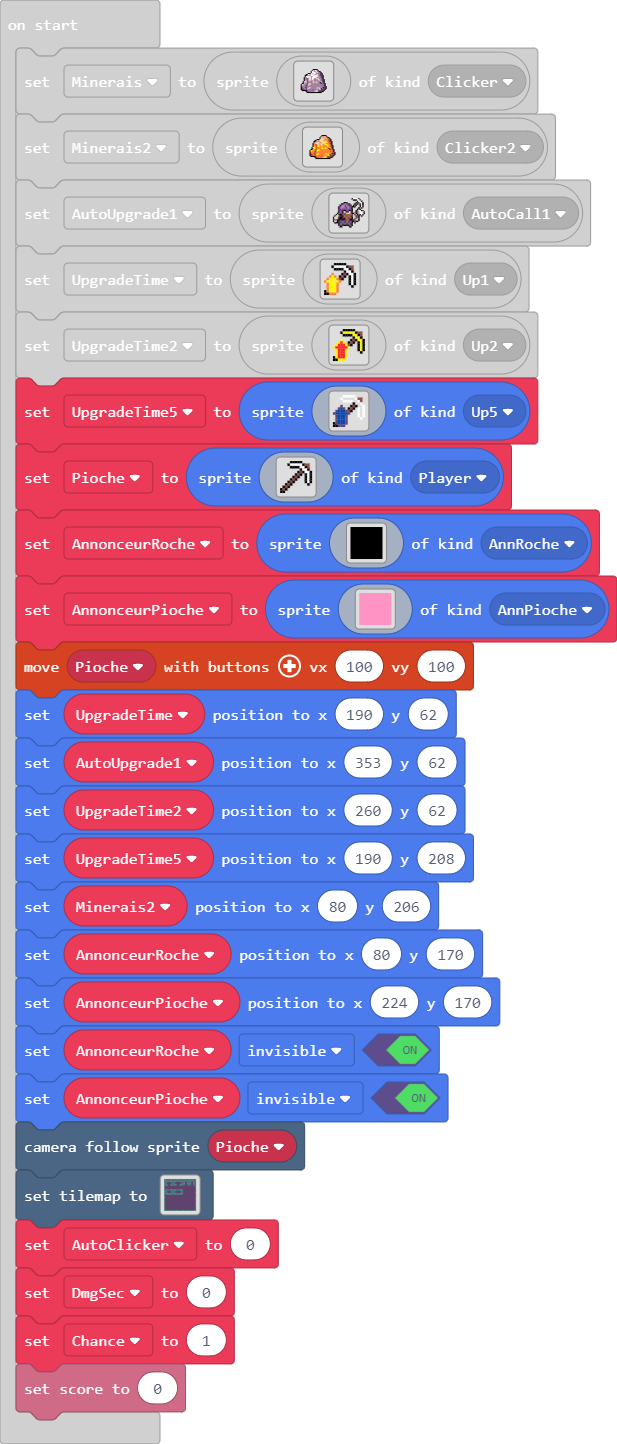 on start
set Minerais to sprite of kind Clicker
set Minerais2 to sprite of kind Clicker2
set AutoUpgrade1 to sprite of kind AutoCall1
set UpgradeTime to sprite of kind Up1
set UpgradeTime2 to sprite of kind Up2
set UpgradeTime5 to sprite of kind Up5
set Pioche to sprite of kind Player
set AnnonceurRoche to sprite of kind AnnRoche
set AnnonceurPioche to sprite of kind AnnPioche
move Pioche with buttons vx 100 vy 100
set UpgradeTime position to x 190 y 62
set AutoUpgrade1 position to x 353 y 62
set UpgradeTime2 position to x 260 y 62
set UpgradeTime5 position to x 190 y 208
set Minerais2 position to x 80 y 206
set AnnonceurRoche position to x 80 y 170
set AnnonceurPioche position to x 224 y 170
set AnnonceurRoche invisible ON
set AnnonceurPioche invisible ON
camera follow sprite Pioche
set tilemap to
set AutoClicker to 0
set DmgSec to 0
set Chance to 1
set score to 0